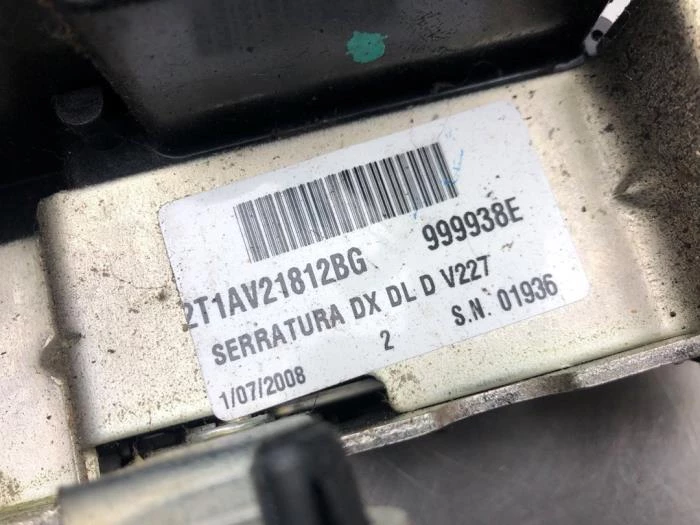 2T1AV21812BG 999938E
SERRATURA DX DL D V227
2 S.N. 01936
1/07/2008